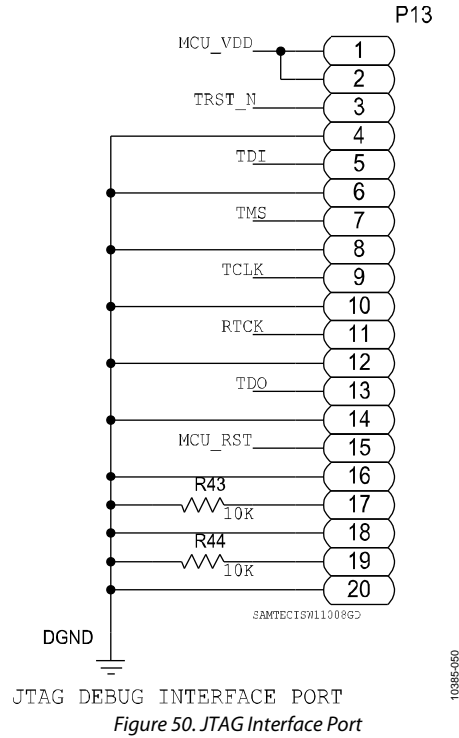 P13
MCU_VDD
1
2
TRST_N
3
4
TDI
5
6
TMS
7
8
TCLK
9
10
RTCK
11
12
TDO
13
14
MCU_RST
15
16
R43
10K
17
18
R44
10K
19
20
SAMTECTSW11008GD
DGND
JTAG DEBUG INTERFACE PORT
10385-050
Figure 50. JTAG Interface Port